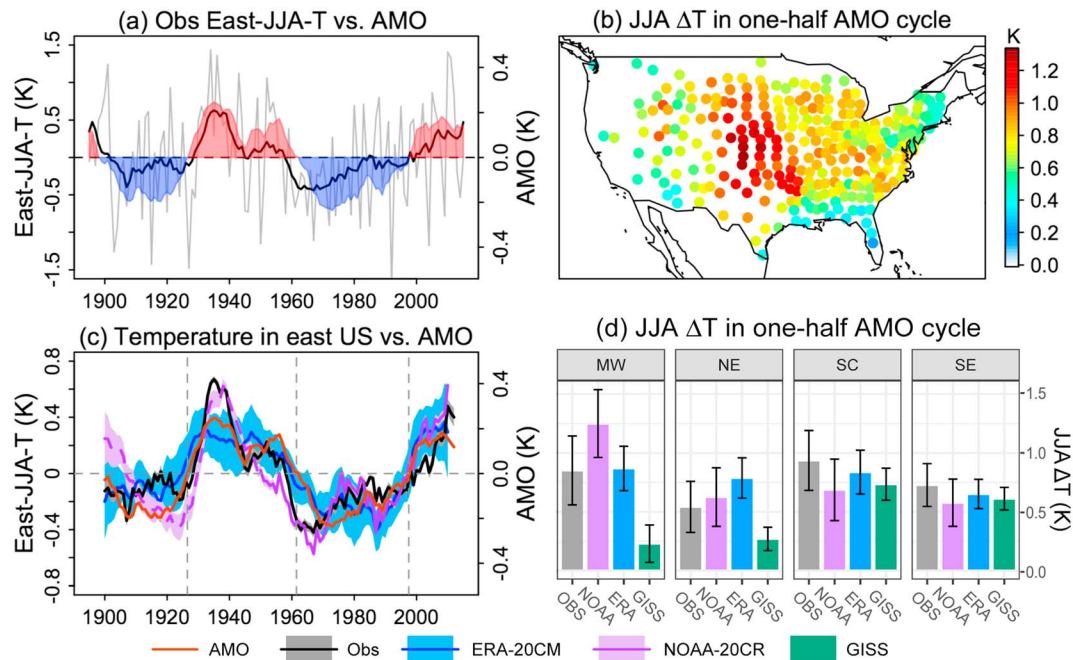 (a) Obs East-JJA-T vs. AMO
East-JJA-T (K)
1.5
0.5
-0.5
-1.5
0.4
0.0
-0.4
AMO (K)
1900 1920 1940 1960 1980 2000
(b) JJA ΔT in one-half AMO cycle
K
1.2
1.0
0.8
0.6
0.4
0.2
0.0
(c) Temperature in east US vs. AMO
East-JJA-T (K)
0.8
0.4
0
-0.4
-0.8
0.4
0.0
-0.4
AMO (K)
1900 1920 1940 1960 1980 2000
(d) JJA ΔT in one-half AMO cycle
MW NE SC SE
1.5
1.0
0.5
0.0
JJA ΔT (K)
OBS NOAA ERA GISS OBS NOAA ERA GISS OBS NOAA ERA GISS OBS NOAA ERA GISS
AMO Obs ERA-20CM NOAA-20CR GISS